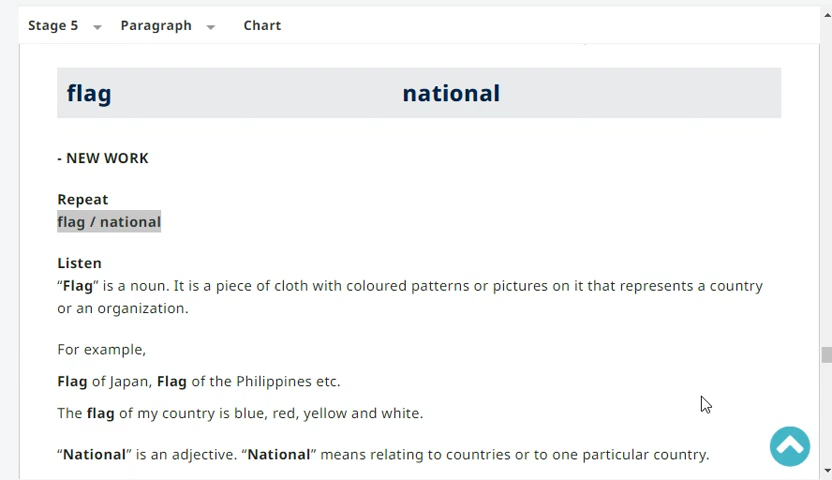 Stage 5 Paragraph Chart
flag national
- NEW WORK
Repeat
flag / national
Listen
“Flag” is a noun. It is a piece of cloth with coloured patterns or pictures on it that represents a country
or an organization.
For example,
Flag of Japan, Flag of the Philippines etc.
The flag of my country is blue, red, yellow and white.
“National” is an adjective. “National” means relating to countries or to one particular country.